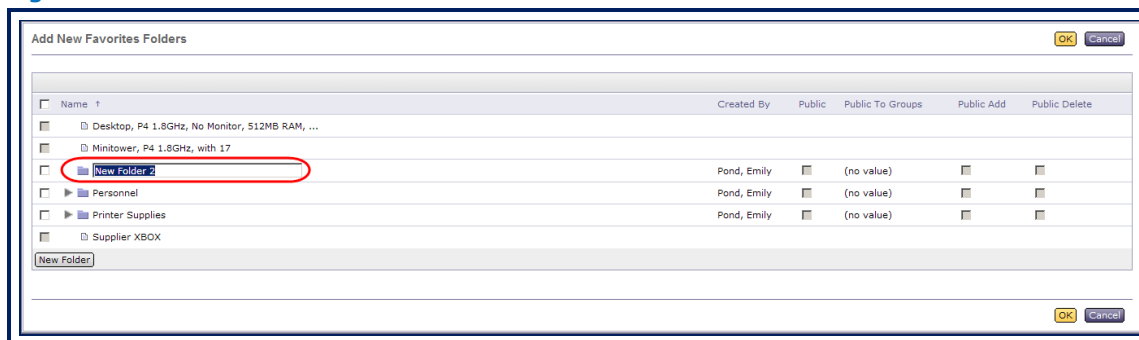 Add New Favorites Folders OK Cancel
Name ↑ Created By Public Public To Groups Public Add Public Delete
Desktop, P4 1.8GHz, No Monitor, 512MB RAM, ...
Minitower, P4 1.8GHz, with 17
New Folder 2 Pond, Emily (no value)
Personnel Pond, Emily (no value)
Printer Supplies Pond, Emily (no value)
Supplier XBOX
New Folder
OK Cancel